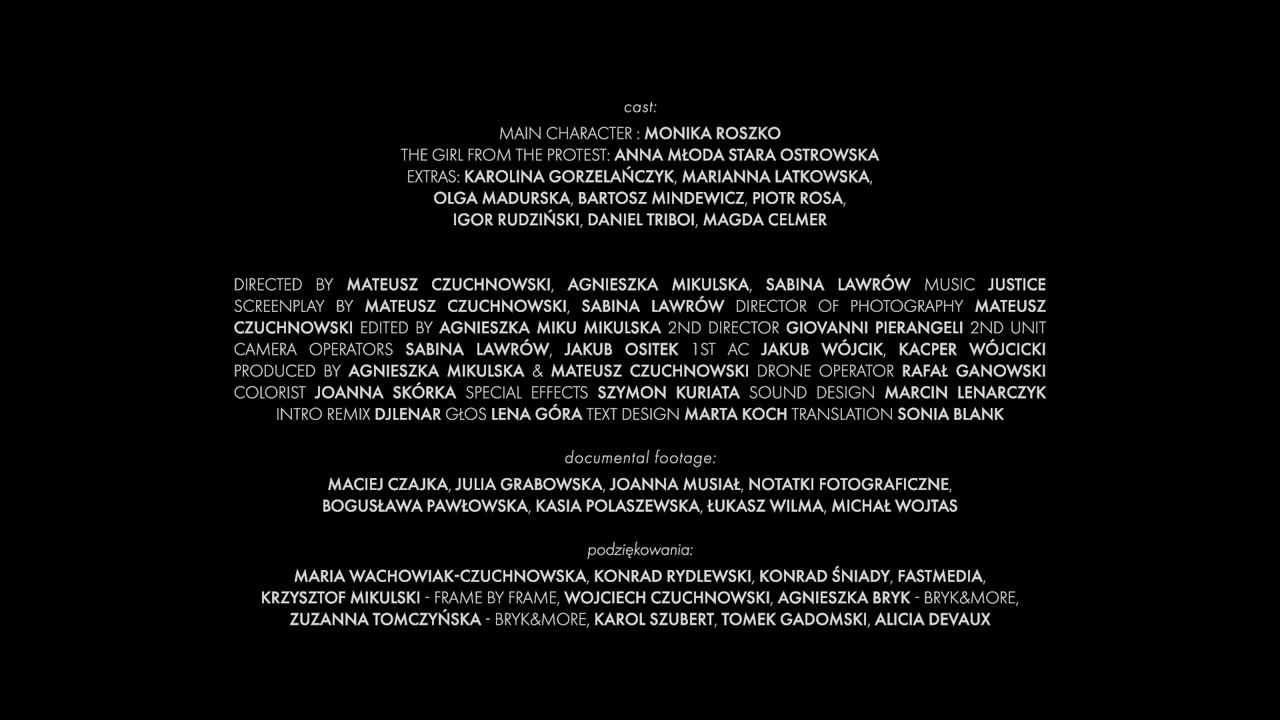 cast:
MAIN CHARACTER : MONIKA ROSZKO
THE GIRL FROM THE PROTEST: ANNA MŁODA STARA OSTROWSKA
EXTRAS: KAROLINA GORZELAŃCZYK, MARIANNA LATKOWSKA,
OLGA MADURSKA, BARTOSZ MINDEWICZ, PIOTR ROSA,
IGOR RUDZIŃSKI, DANIEL TRIBOI, MAGDA CELMER
DIRECTED BY MATEUSZ CZUCHNOWSKI, AGNIESZKA MIKULSKA, SABINA LAWRÓW MUSIC JUSTICE
SCREENPLAY BY MATEUSZ CZUCHNOWSKI, SABINA LAWRÓW DIRECTOR OF PHOTOGRAPHY MATEUSZ
CZUCHNOWSKI EDITED BY AGNIESZKA MIKU MIKULSKA 2ND DIRECTOR GIOVANNI PIERANGELI 2ND UNIT
CAMERA OPERATORS SABINA LAWRÓW, JAKUB OSITEK 1ST AC JAKUB WÓJCIK, KACPER WÓJCICKI
PRODUCED BY AGNIESZKA MIKULSKA & MATEUSZ CZUCHNOWSKI DRONE OPERATOR RAFAŁ GANOWSKI
COLORIST JOANNA SKÓRKA SPECIAL EFFECTS SZYMON KURIATA SOUND DESIGN MARCIN LENARCZYK
INTRO REMIX DJLENAR GŁOS LENA GÓRA TEXT DESIGN MARTA KOCH TRANSLATION SONIA BLANK
documental footage:
MACIEJ CZAJKA, JULIA GRABOWSKA, JOANNA MUSIAŁ, NOTATKI FOTOGRAFICZNE,
BOGUSŁAWA PAWŁOWSKA, KASIA POLASZEWSKA, ŁUKASZ WILMA, MICHAŁ WOJTAS
podziękowania:
MARIA WACHOWIAK-CZUCHNOWSKA, KONRAD RYDLEWSKI, KONRAD ŚNIADY, FASTMEDIA,
KRZYSZTOF MIKULSKI - FRAME BY FRAME, WOJCIECH CZUCHNOWSKI, AGNIESZKA BRYK - BRYK&MORE,
ZUZANNA TOMCZYŃSKA - BRYK&MORE, KAROL SZUBERT, TOMEK GADOMSKI, ALICIA DEVAUX